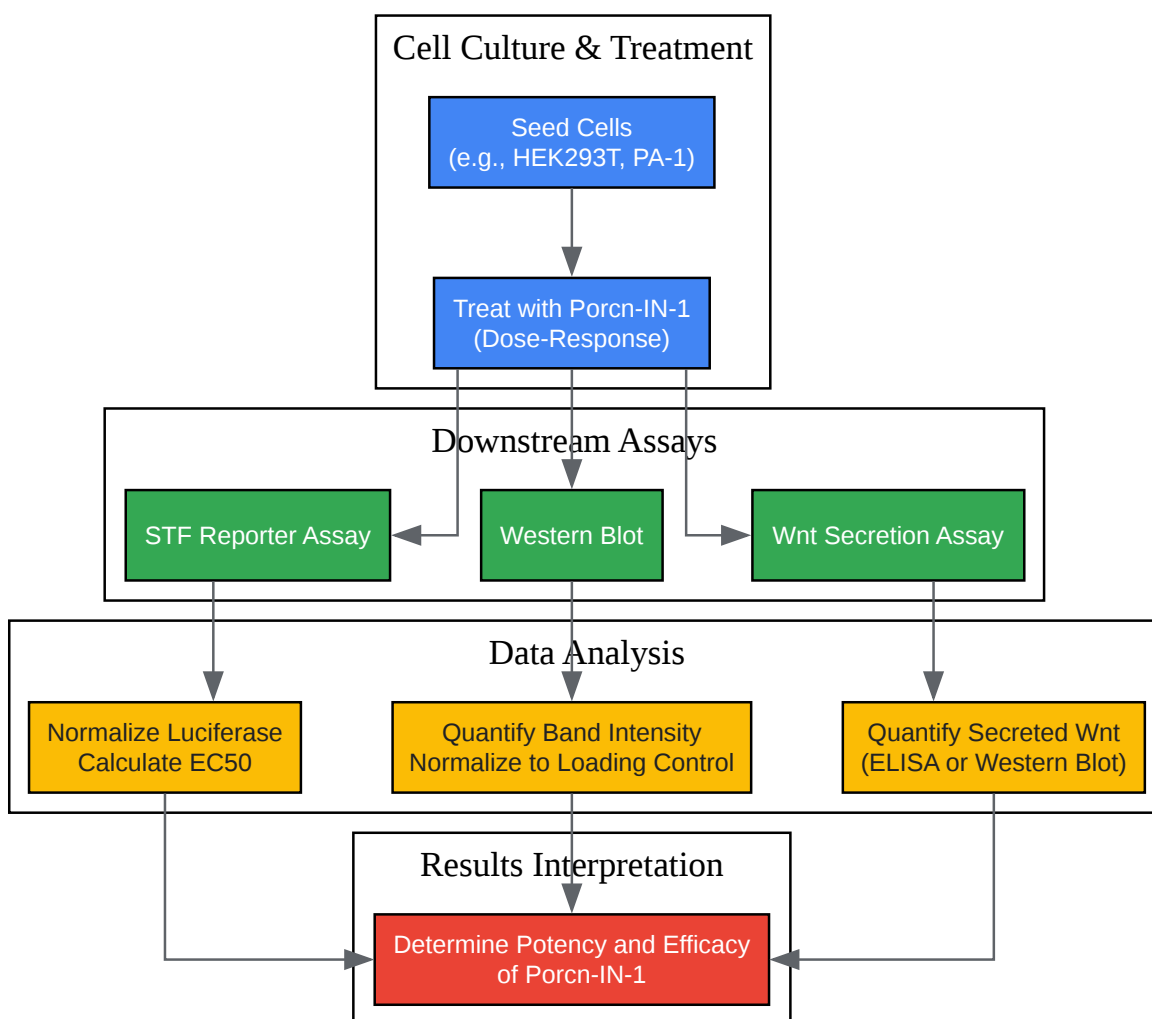 Cell Culture & Treatment
Seed Cells
(e.g., HEK293T, PA-1)
Treat with Porcn-IN-1
(Dose-Response)
Downstream Assays
STF Reporter Assay
Western Blot
Wnt Secretion Assay
Data Analysis
Normalize Luciferase
Calculate EC50
Quantify Band Intensity
Normalize to Loading Control
Quantify Secreted Wnt
(ELISA or Western Blot)
Results Interpretation
Determine Potency and Efficacy
of Porcn-IN-1